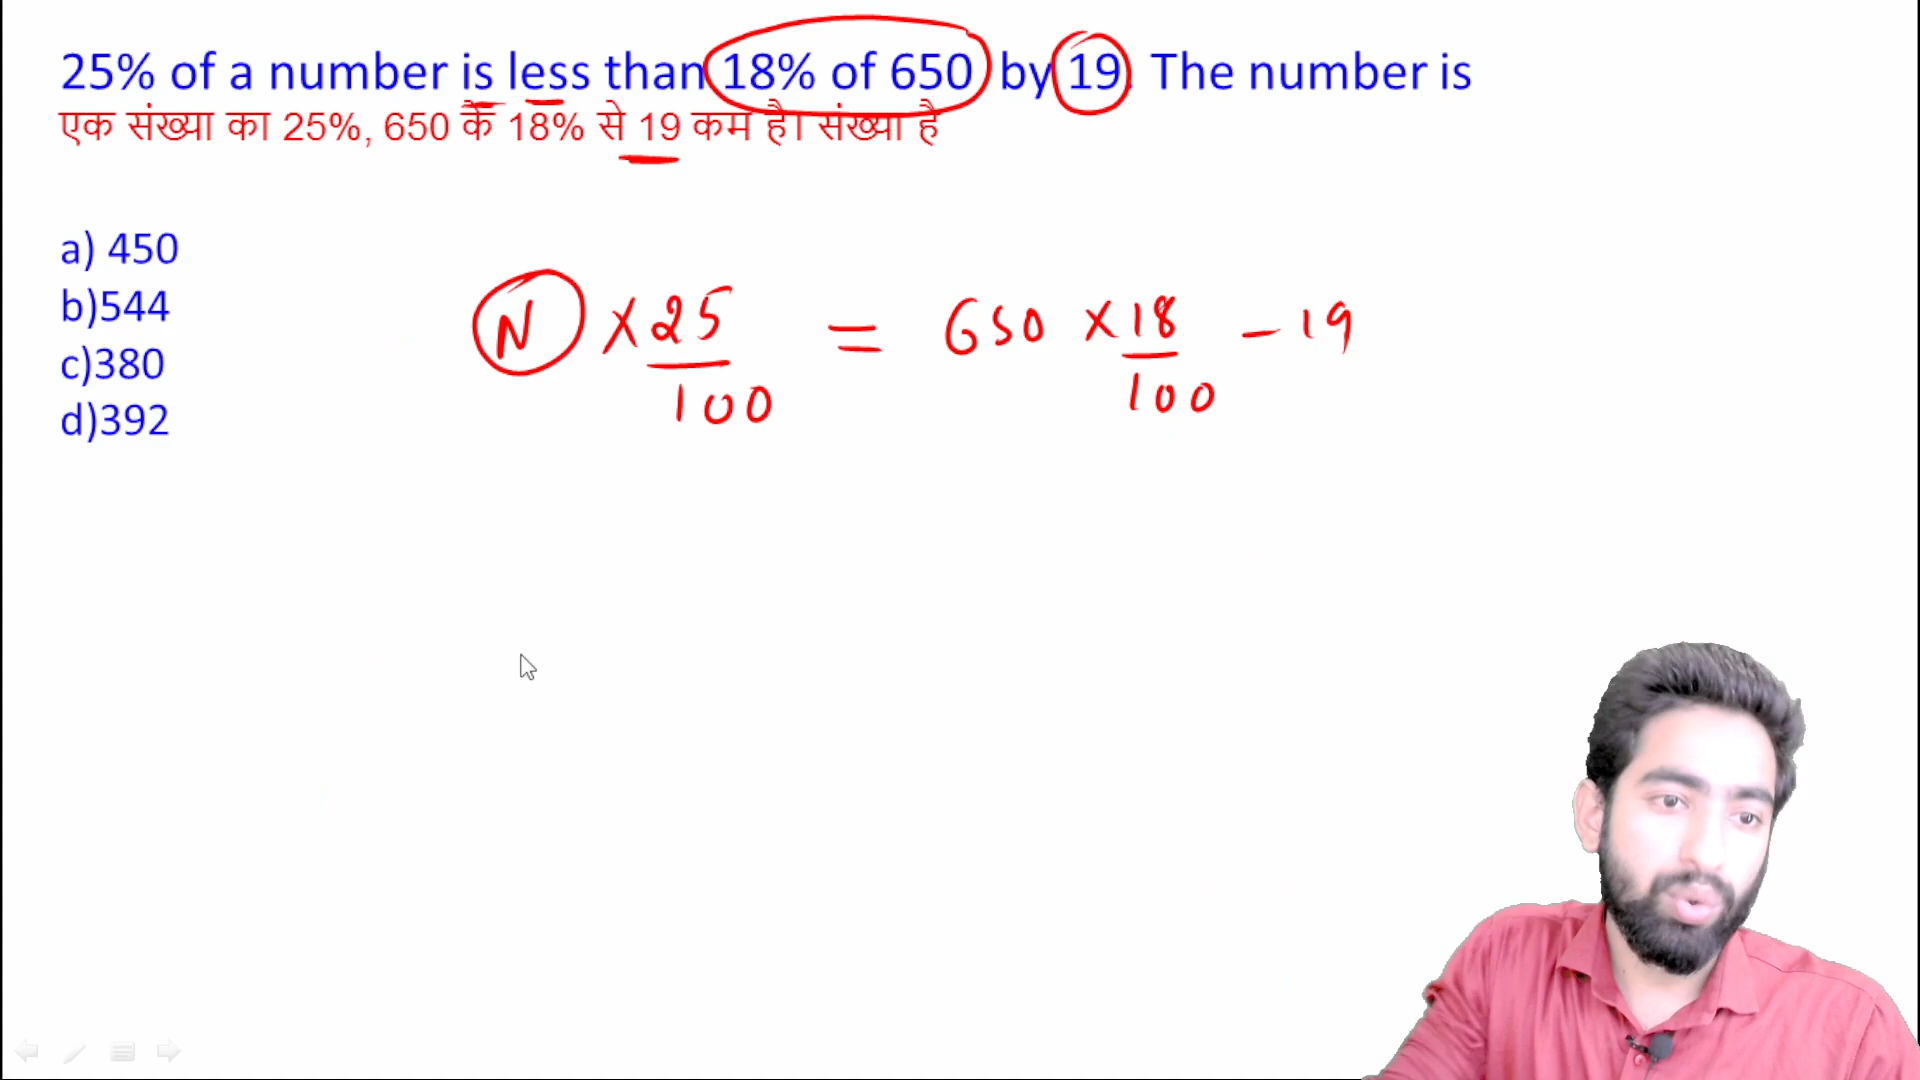 25% of a number is less than 18% of 650 by 19. The number is
एक संख्या का 25%, 650 के 18% से 19 कम है। संख्या है
a) 450
b)544
c)380
d)392
N × 25/100 = 650 × 18/100 - 19